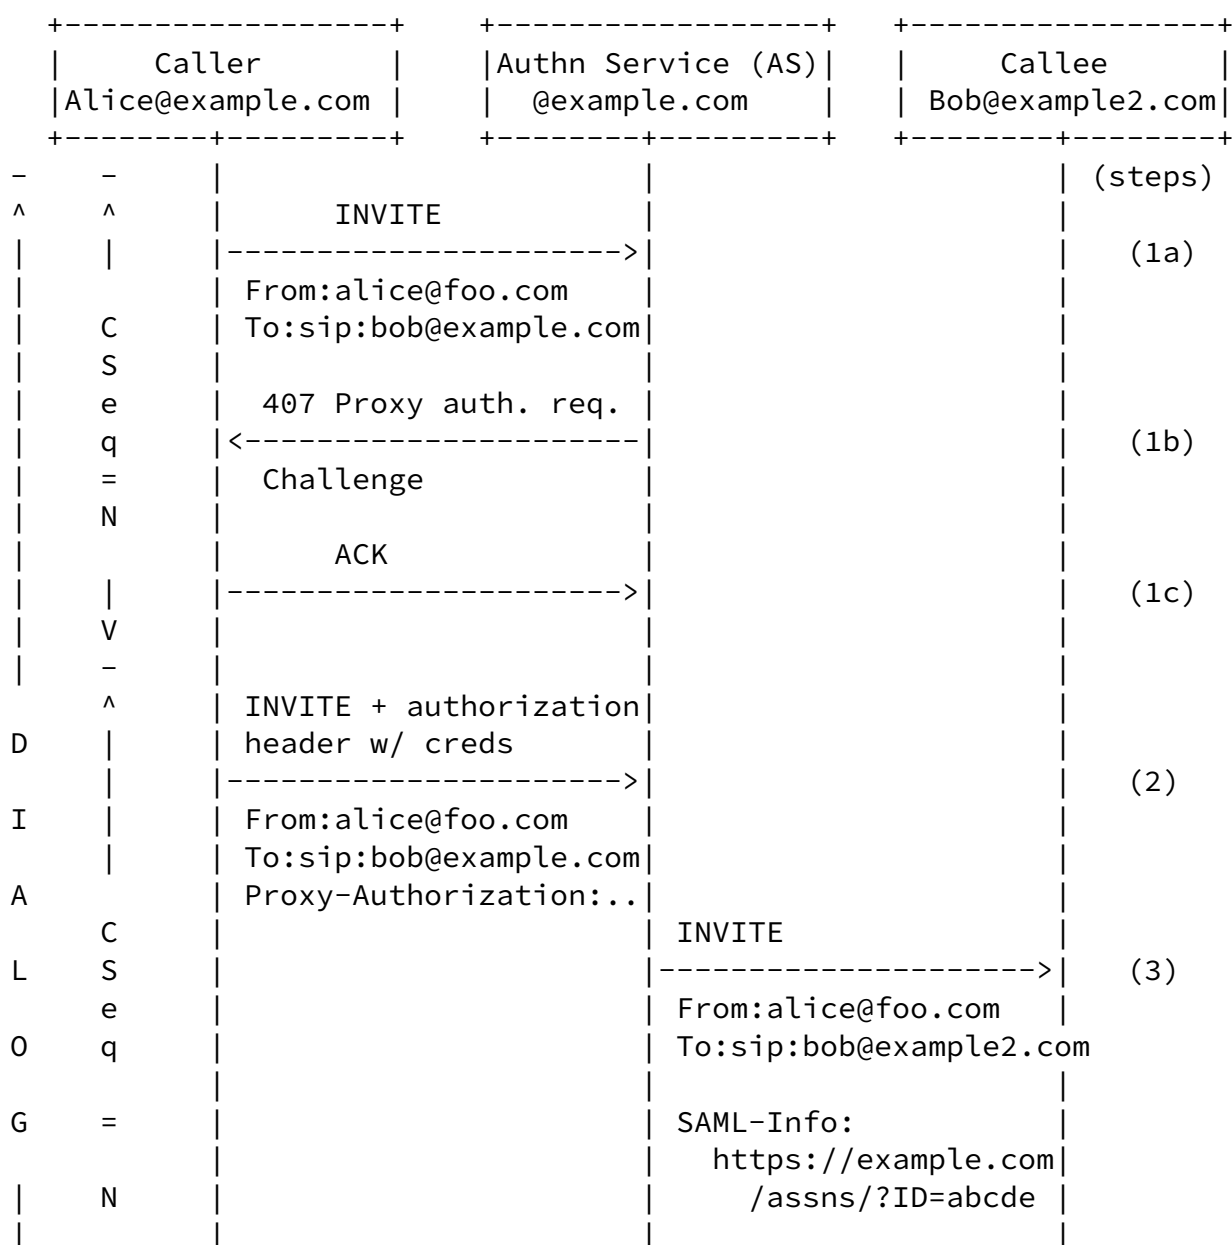 +------------------+ +------------------+ +-----------------+
| Caller | |Authn Service (AS)| | Callee |
|Alice@example.com | | @example.com | | Bob@example2.com|
+--------+---------+ +--------+---------+ +--------+--------+
- - | | | (steps)
^ ^ | INVITE | |
| | |---------------------->| | (1a)
| | From:alice@foo.com | |
| C | To:sip:bob@example.com| |
| S | | |
| e | 407 Proxy auth. req. | |
| q |<----------------------| | (1b)
| = | Challenge | |
| N | | |
| | ACK | |
| | |---------------------->| | (1c)
| V | | |
| - | | |
^ | INVITE + authorization| |
D | | header w/ creds | |
| |---------------------->| | (2)
I | | From:alice@foo.com | |
| | To:sip:bob@example.com| |
A | Proxy-Authorization:..| |
C | | INVITE |
L S | |--------------------->| (3)
e | | From:alice@foo.com |
O q | | To:sip:bob@example2.com
| | |
G = | | SAML-Info: |
| | https://example.com|
| N | | /assns/?ID=abcde |
| | | |